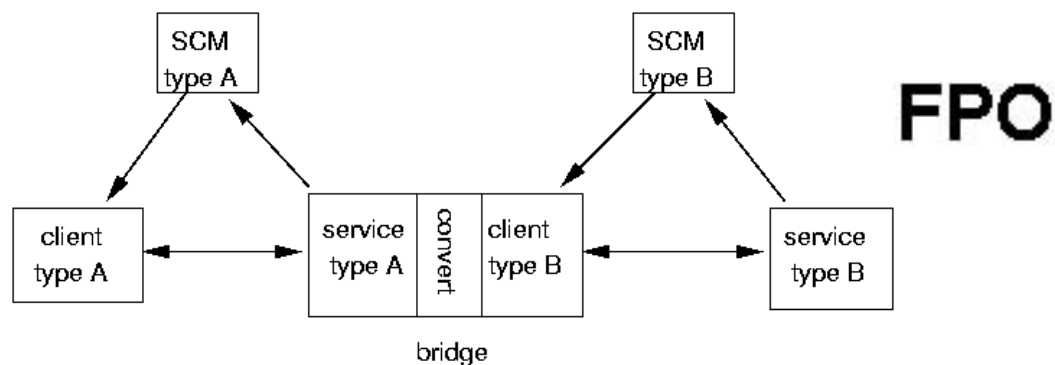 SCM
type A
SCM
type B
FPO
client
type A
service
type A
convert
client
type B
service
type B
bridge